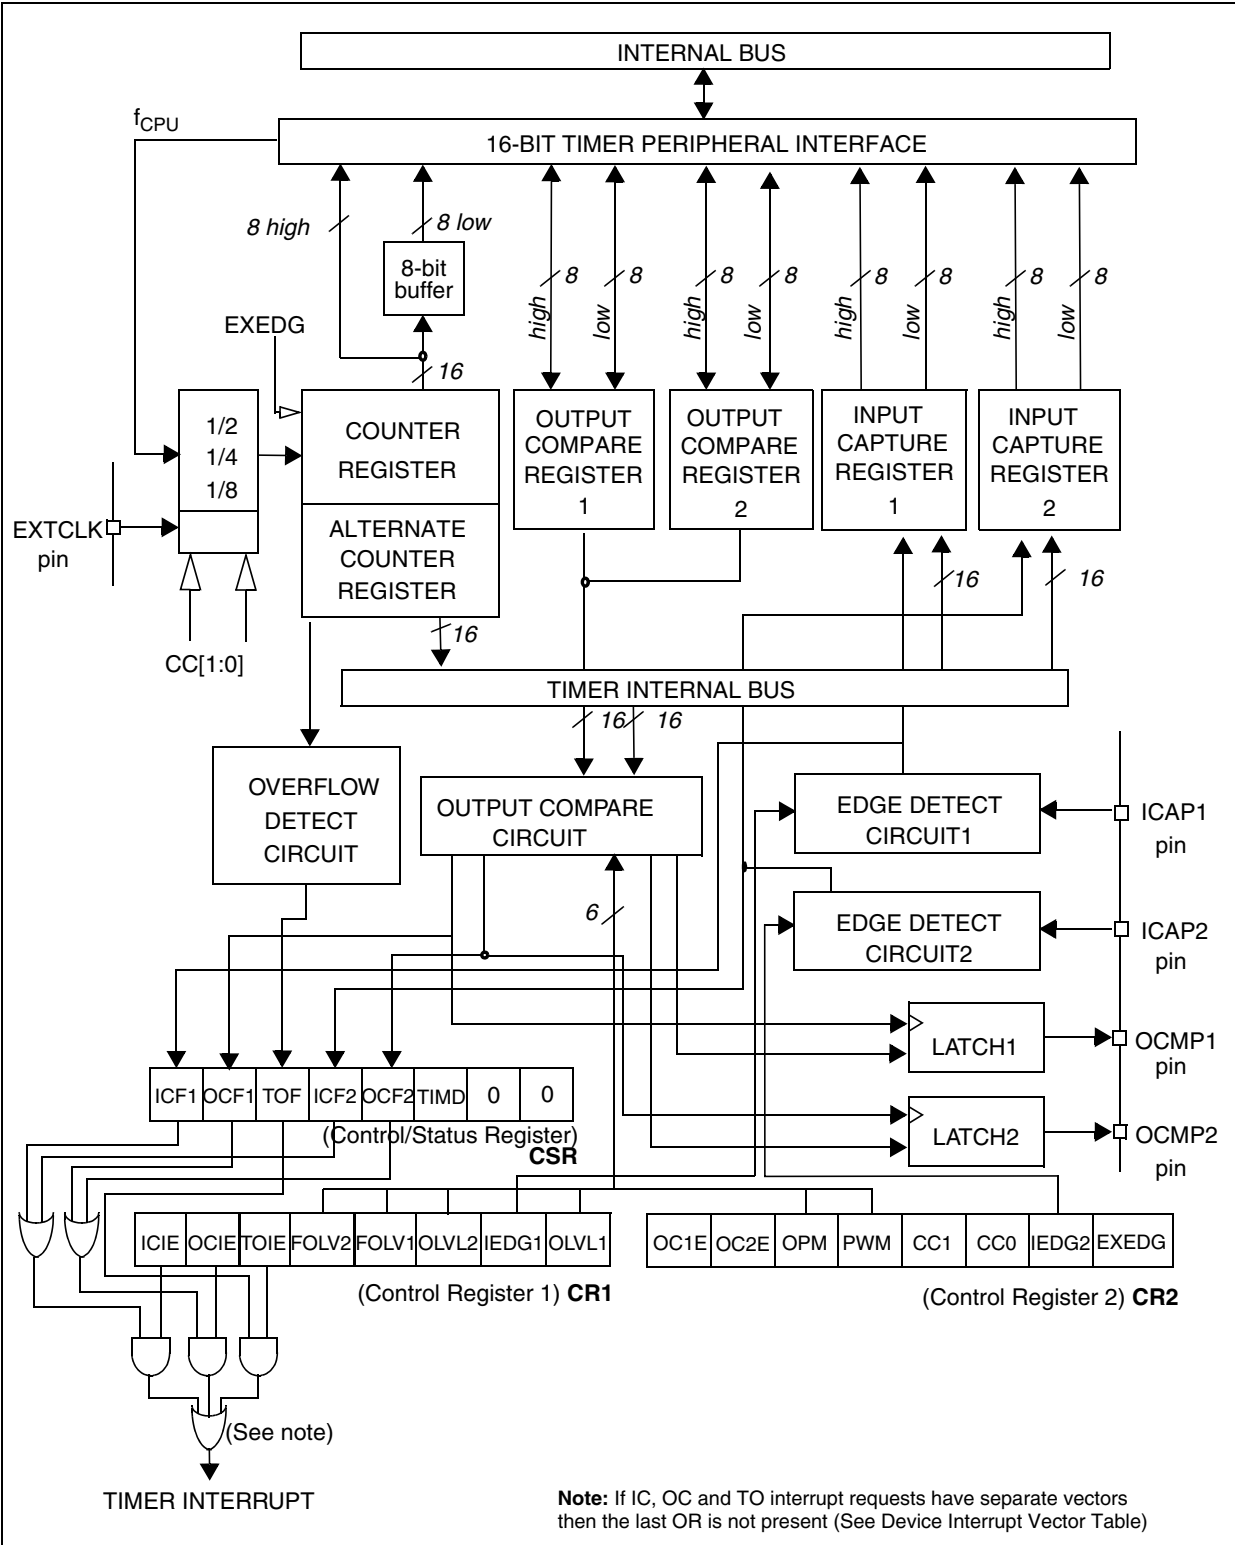 INTERNAL BUS
fCPU
16-BIT TIMER PERIPHERAL INTERFACE
8 high
8 low
8-bit
buffer
8
8
8
8
8
8
8
8
high
low
high
low
high
low
high
low
EXEDG
16
1/2
1/4
1/8
COUNTER
REGISTER
OUTPUT
COMPARE
REGISTER
1
OUTPUT
COMPARE
REGISTER
2
INPUT
CAPTURE
REGISTER
1
INPUT
CAPTURE
REGISTER
2
EXTCLK
pin
ALTERNATE
COUNTER
REGISTER
16
16
CC[1:0]
16
TIMER INTERNAL BUS
16
16
OVERFLOW
DETECT
CIRCUIT
OUTPUT COMPARE
CIRCUIT
EDGE DETECT
CIRCUIT1
ICAP1
pin
6
EDGE DETECT
CIRCUIT2
ICAP2
pin
LATCH1
OCMP1
pin
LATCH2
OCMP2
pin
ICF1 OCF1 TOF ICF2 OCF2 TIMD 0 0
(Control/Status Register)
CSR
ICIE OCIE TOIE FOLV2 FOLV1 OLVL2 IEDG1 OLVL1
(Control Register 1) CR1
OC1E OC2E OPM PWM CC1 CC0 IEDG2 EXEDG
(Control Register 2) CR2
(See note)
TIMER INTERRUPT
Note: If IC, OC and TO interrupt requests have separate vectors
then the last OR is not present (See Device Interrupt Vector Table)